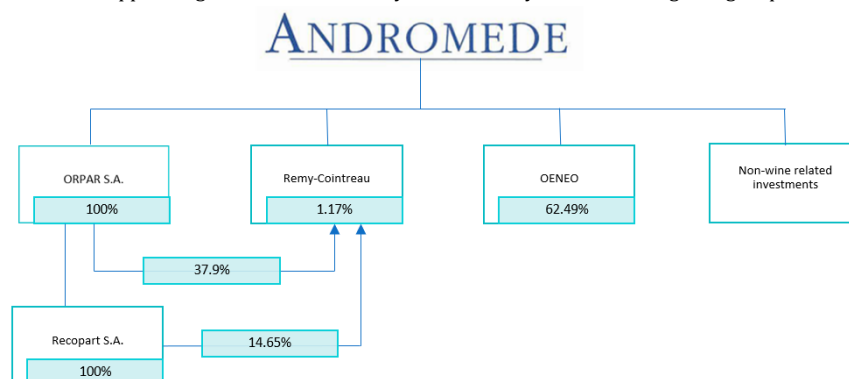 ANDROMEDE
ORPAR S.A.
100%
Remy-Cointreau
1.17%
OENEO
62.49%
Non-wine related
investments
37.9%
Recopart S.A.
100%
14.65%